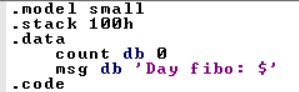 .model small
.stack 100h
.data
    count db 0
    msg db 'Day fibo: $'
.code